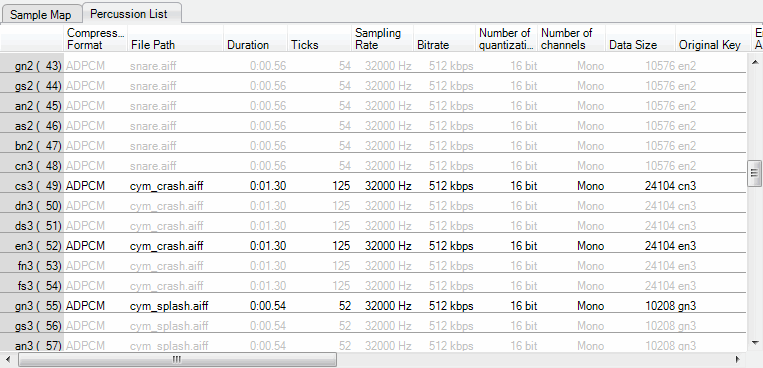 Sample Map Percussion List
Compress... Format File Path Duration Ticks Sampling Rate Bitrate Number of quantizati... Number of channels Data Size Original Key E A
gn2 ( 43) ADPCM snare.aiff 0:00.56 54 32000 Hz 512 kbps 16 bit Mono 10576 en2
gs2 ( 44) ADPCM snare.aiff 0:00.56 54 32000 Hz 512 kbps 16 bit Mono 10576 en2
an2 ( 45) ADPCM snare.aiff 0:00.56 54 32000 Hz 512 kbps 16 bit Mono 10576 en2
as2 ( 46) ADPCM snare.aiff 0:00.56 54 32000 Hz 512 kbps 16 bit Mono 10576 en2
bn2 ( 47) ADPCM snare.aiff 0:00.56 54 32000 Hz 512 kbps 16 bit Mono 10576 en2
cn3 ( 48) ADPCM snare.aiff 0:00.56 54 32000 Hz 512 kbps 16 bit Mono 10576 en2
cs3 ( 49) ADPCM cym_crash.aiff 0:01.30 125 32000 Hz 512 kbps 16 bit Mono 24104 cn3
dn3 ( 50) ADPCM cym_crash.aiff 0:01.30 125 32000 Hz 512 kbps 16 bit Mono 24104 cn3
ds3 ( 51) ADPCM cym_crash.aiff 0:01.30 125 32000 Hz 512 kbps 16 bit Mono 24104 cn3
en3 ( 52) ADPCM cym_crash.aiff 0:01.30 125 32000 Hz 512 kbps 16 bit Mono 24104 en3
fn3 ( 53) ADPCM cym_crash.aiff 0:01.30 125 32000 Hz 512 kbps 16 bit Mono 24104 en3
fs3 ( 54) ADPCM cym_crash.aiff 0:01.30 125 32000 Hz 512 kbps 16 bit Mono 24104 en3
gn3 ( 55) ADPCM cym_splash.aiff 0:00.54 52 32000 Hz 512 kbps 16 bit Mono 10208 gn3
gs3 ( 56) ADPCM cym_splash.aiff 0:00.54 52 32000 Hz 512 kbps 16 bit Mono 10208 gn3
an3 ( 57) ADPCM cym_splash.aiff 0:00.54 52 32000 Hz 512 kbps 16 bit Mono 10208 gn3